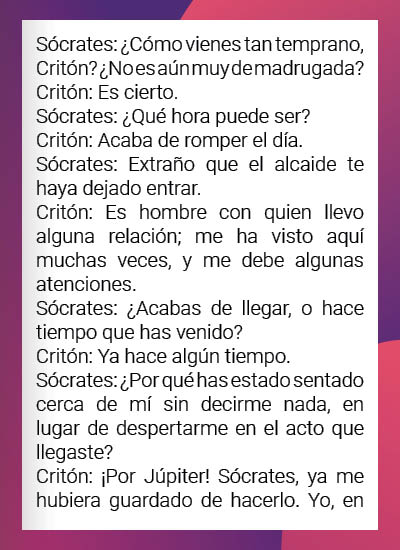 Sócrates: ¿Cómo vienes tan temprano,
Critón? ¿No es aún muy de madrugada?
Critón: Es cierto.
Sócrates: ¿Qué hora puede ser?
Critón: Acaba de romper el día.
Sócrates: Extraño que el alcaide te
haya dejado entrar.
Critón: Es hombre con quien llevo
alguna relación; me ha visto aquí
muchas veces, y me debe algunas
atenciones.
Sócrates: ¿Acabas de llegar, o hace
tiempo que has venido?
Critón: Ya hace algún tiempo.
Sócrates: ¿Por qué has estado sentado
cerca de mí sin decirme nada, en
lugar de despertarme en el acto que
llegaste?
Critón: ¡Por Júpiter! Sócrates, ya me
hubiera guardado de hacerlo. Yo, en